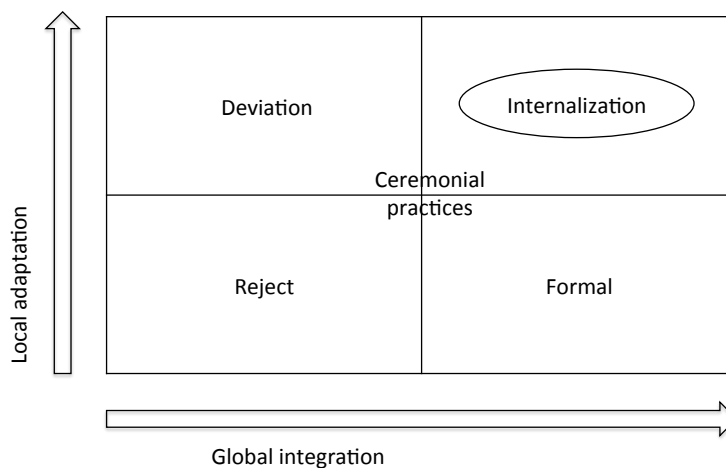 Deviation
Internalization
Ceremonial
practices
Reject
Formal
Local adaptation
Global integration